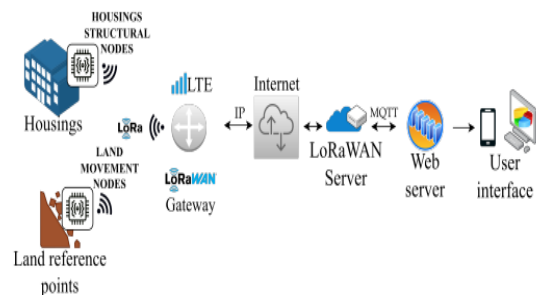 HOUSINGS
STRUCTURAL
NODES
Housings
LoRa
LAND
MOVEMENT
NODES
Land reference
points
LTE
LoRaWAN
Gateway
IP
Internet
LoRaWAN
Server
MQTT
Web
server
User
interface